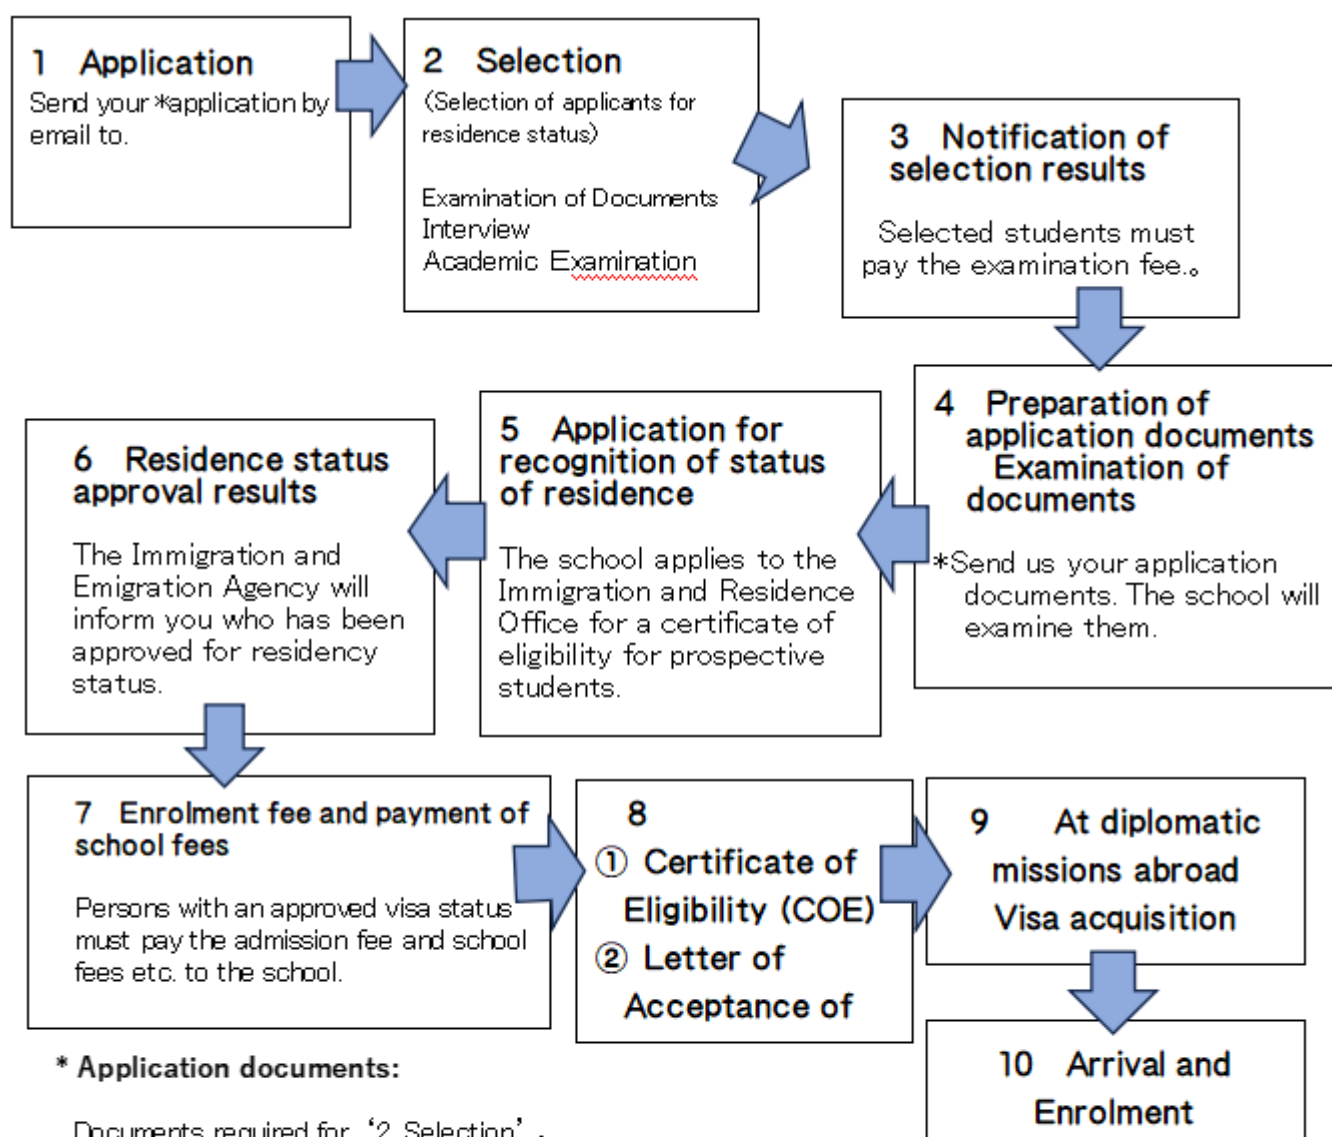 1 Application
Send your *application by
email to.
2 Selection
(Selection of applicants for
residence status)
Examination of Documents
Interview
Academic Examination
3 Notification of
selection results
Selected students must
pay the examination fee.。
4 Preparation of
application documents
Examination of
documents
*Send us your application
documents. The school will
examine them.
5 Application for
recognition of status
of residence
The school applies to the
Immigration and Residence
Office for a certificate of
eligibility for prospective
students.
6 Residence status
approval results
The Immigration and
Emigration Agency will
inform you who has been
approved for residency
status.
7 Enrolment fee and payment of
school fees
Persons with an approved visa status
must pay the admission fee and school
fees etc. to the school.
8
① Certificate of
Eligibility (COE)
② Letter of
Acceptance of
9 At diplomatic
missions abroad
Visa acquisition
10 Arrival and
Enrolment
* Application documents:
Documents required for ‘2 Selection’.